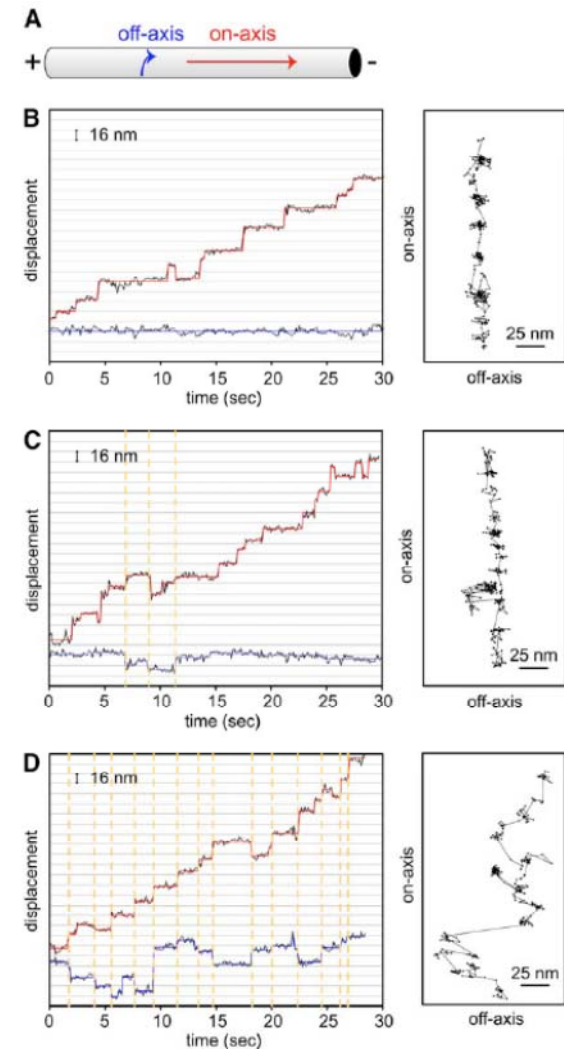 A
off-axis on-axis
+ -
B
16 nm
displacement
0 5 10 15 20 25 30
time (sec)
on-axis
25 nm
off-axis
C
16 nm
displacement
0 5 10 15 20 25 30
time (sec)
on-axis
25 nm
off-axis
D
16 nm
displacement
0 5 10 15 20 25 30
time (sec)
on-axis
25 nm
off-axis